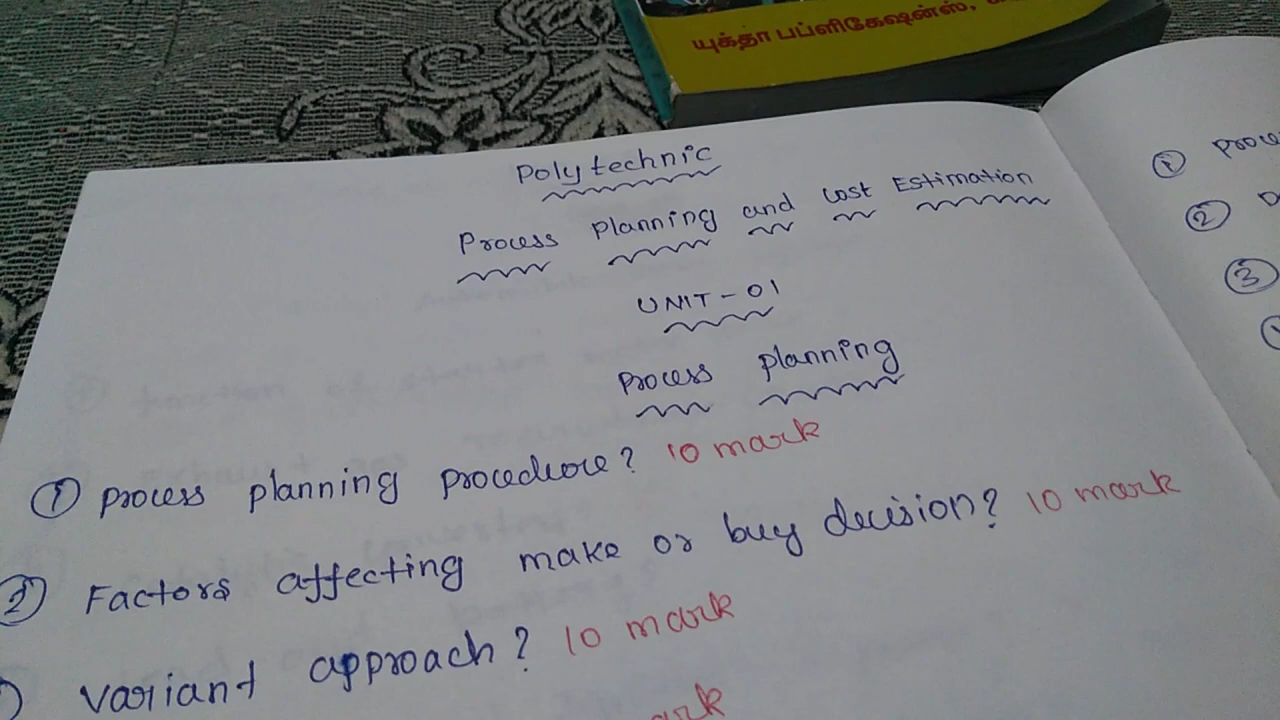 யுக்தா பப்ளிகேஷன்ஸ்,
Polytechnic
Process Planning and Cost Estimation
UNIT-01
Process planning
① process planning procedure? 10 mark
② Factors affecting make or buy decision? 10 mark
variant approach? 10 mark
①
②
③